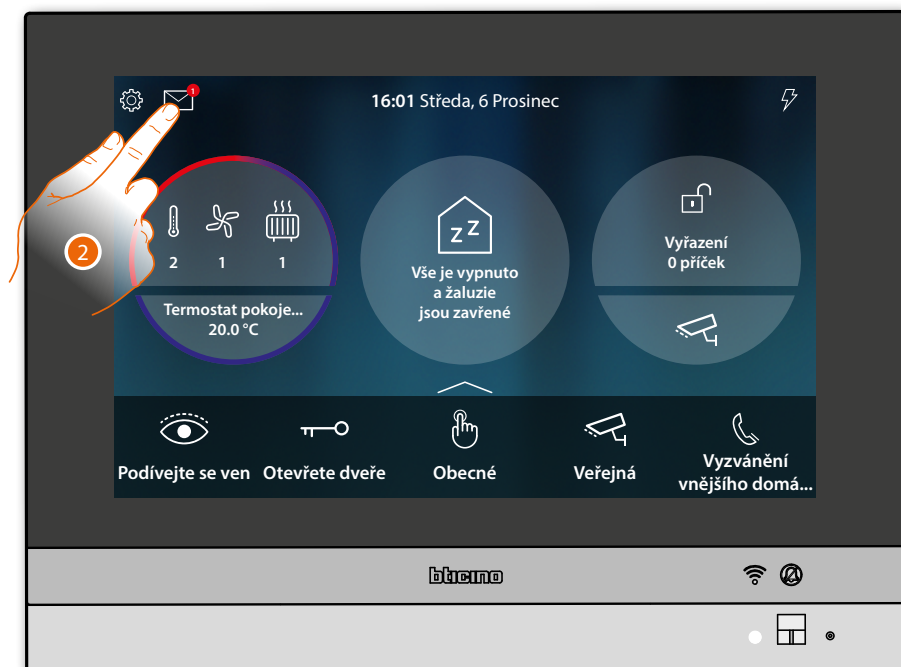 1
16:01 Středa, 6 Prosinec
2
2 1 1
Termostat pokoje...
20.0 °C
z z
Vše je vypnuto
a žaluzie
jsou zavřené
Vyřazení
0 příček
Podívejte se ven
Otevřete dveře
Obecné
Veřejná
Vyzvánění
vnějšího domá...
bticino